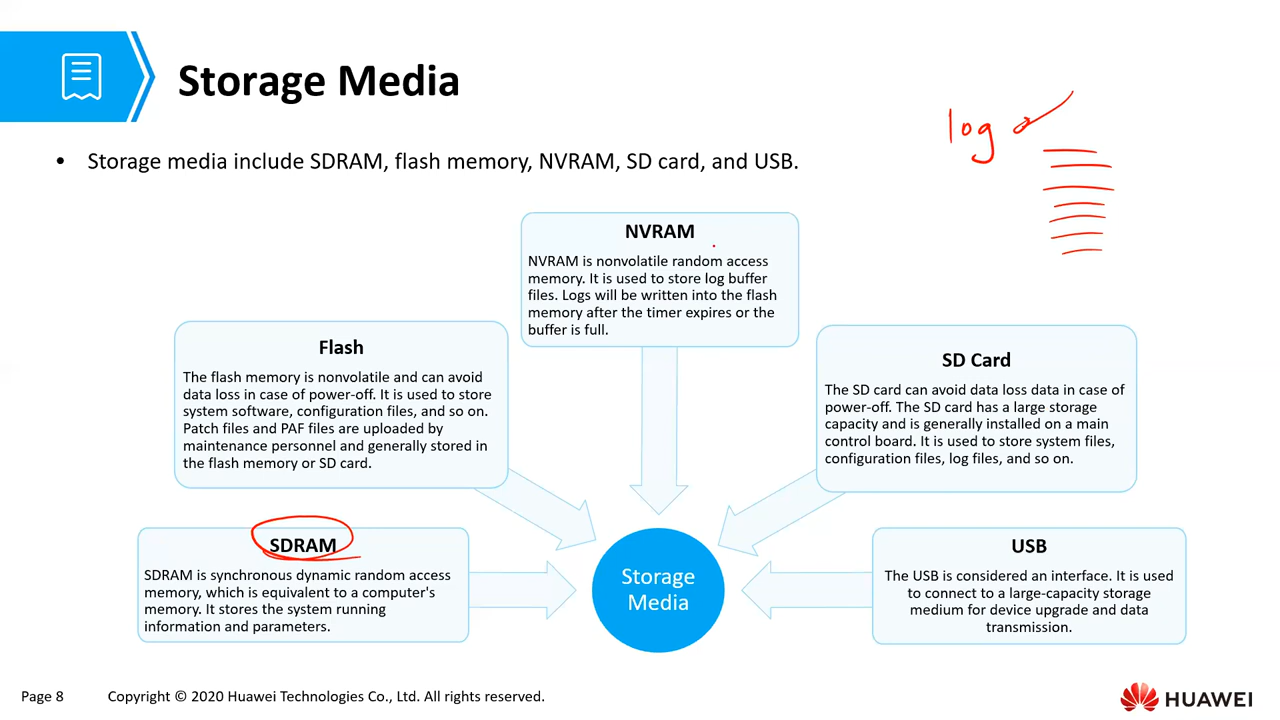 Storage Media
log
• Storage media include SDRAM, flash memory, NVRAM, SD card, and USB.
NVRAM
NVRAM is nonvolatile random access
memory. It is used to store log buffer
files. Logs will be written into the flash
memory after the timer expires or the
buffer is full.
Flash
The flash memory is nonvolatile and can avoid
data loss in case of power-off. It is used to store
system software, configuration files, and so on.
Patch files and PAF files are uploaded by
maintenance personnel and generally stored in
the flash memory or SD card.
SD Card
The SD card can avoid data loss data in case of
power-off. The SD card has a large storage
capacity and is generally installed on a main
control board. It is used to store system files,
configuration files, log files, and so on.
SDRAM
SDRAM is synchronous dynamic random access
memory, which is equivalent to a computer's
memory. It stores the system running
information and parameters.
Storage
Media
USB
The USB is considered an interface. It is used
to connect to a large-capacity storage
medium for device upgrade and data
transmission.
Page 8
Copyright © 2020 Huawei Technologies Co., Ltd. All rights reserved.
HUAWEI